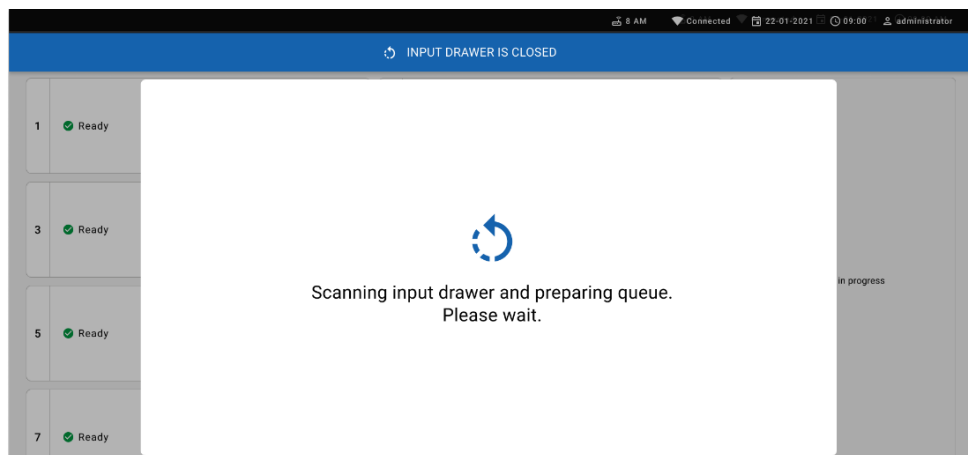 8 AM Connected 22-01-2021 09:00 administrator
INPUT DRAWER IS CLOSED
1 Ready
3 Ready
in progress
Scanning input drawer and preparing queue.
Please wait.
5 Ready
7 Ready